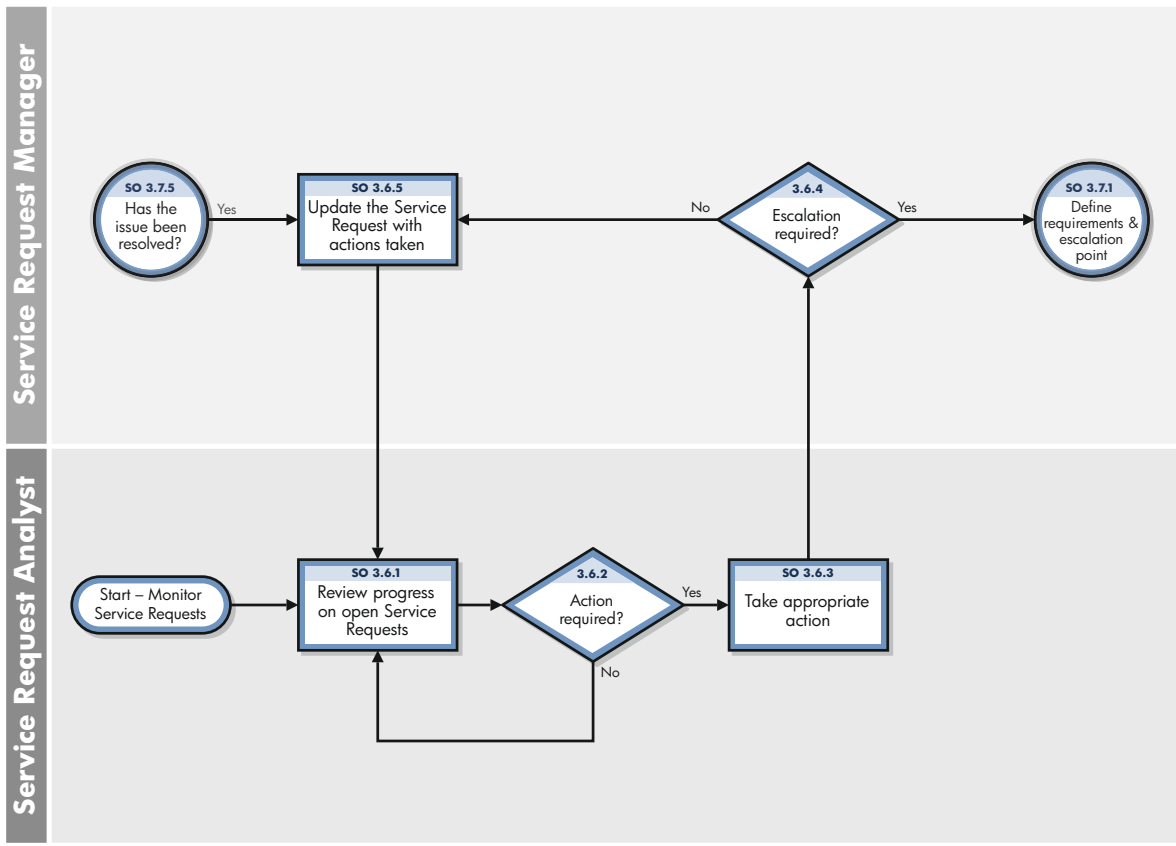 Service Request Manager
SO 3.7.5
Has the
issue been
resolved?
Yes
SO 3.6.5
Update the Service
Request with
actions taken
No
3.6.4
Escalation
required?
Yes
SO 3.7.1
Define
requirements &
escalation
point
Service Request Analyst
Start – Monitor
Service Requests
SO 3.6.1
Review progress
on open Service
Requests
3.6.2
Action
required?
Yes
No
SO 3.6.3
Take appropriate
action